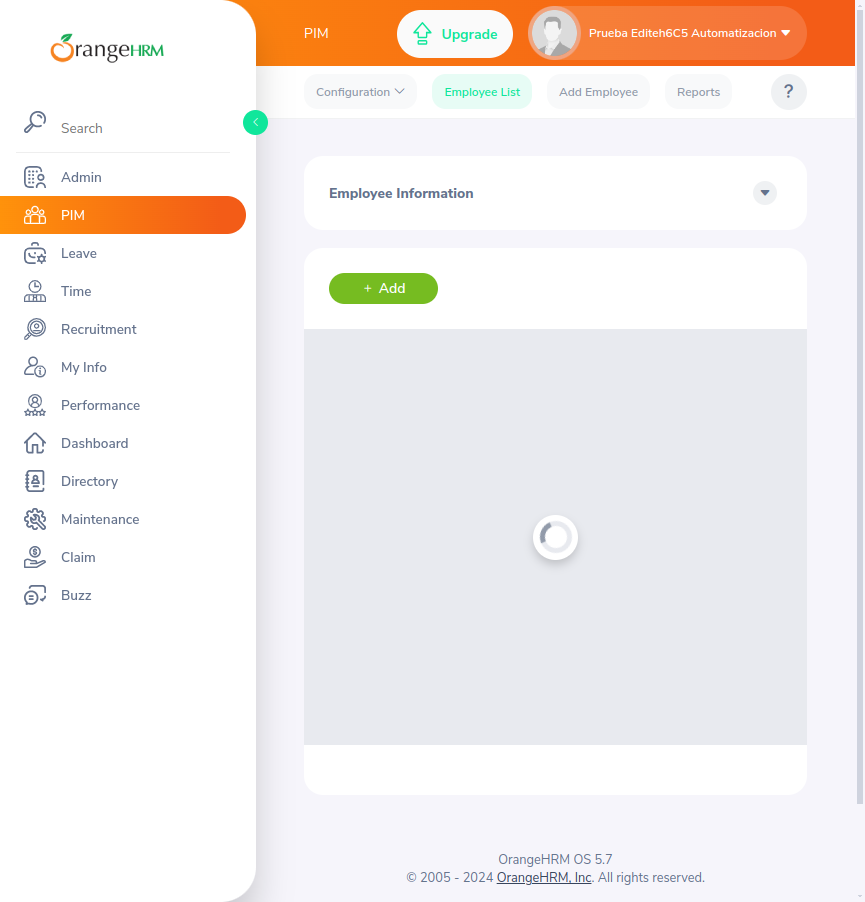 OrangeHRM
Search
Admin
PIM
Leave
Time
Recruitment
My Info
Performance
Dashboard
Directory
Maintenance
Claim
Buzz
PIM
Upgrade
Prueba Editeh6C5 Automatizacion
Configuration
Employee List
Add Employee
Reports
?
Employee Information
+ Add
OrangeHRM OS 5.7
© 2005 - 2024 OrangeHRM, Inc. All rights reserved.